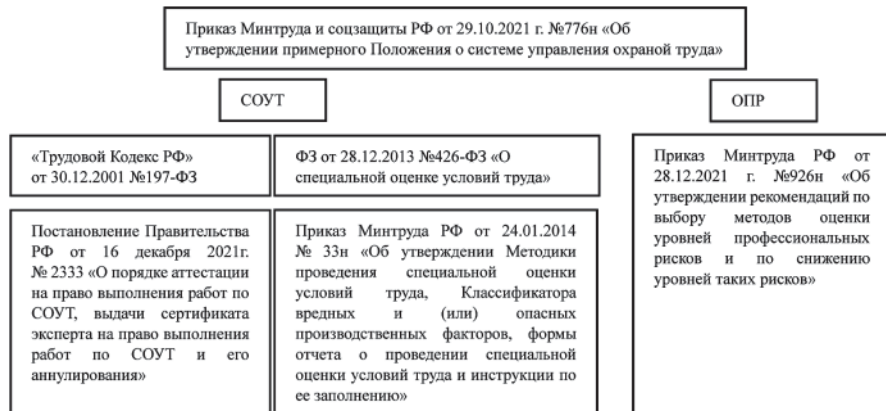 Приказ Минтруда и соцзащиты РФ от 29.10.2021 г. №776н «Об
утверждении примерного Положения о системе управления охраной труда»
СОУТ
ОПР
«Трудовой Кодекс РФ»
от 30.12.2001 №197-ФЗ
ФЗ от 28.12.2013 №426-ФЗ «О
специальной оценке условий труда»
Приказ Минтруда РФ от
28.12.2021 г. №926н «Об
утверждении рекомендаций по
выбору методов оценки
уровней профессиональных
рисков и по снижению
уровней таких рисков»
Постановление Правительства
РФ от 16 декабря 2021г.
№ 2333 «О порядке аттестации
на право выполнения работ по
СОУТ, выдачи сертификата
эксперта на право выполнения
работ по СОУТ и его
аннулирования»
Приказ Минтруда РФ от 24.01.2014
№ 33н «Об утверждении Методики
проведения специальной оценки
условий труда, Классификатора
вредных и (или) опасных
производственных факторов, формы
отчета о проведении специальной
оценки условий труда и инструкции по
ее заполнению»